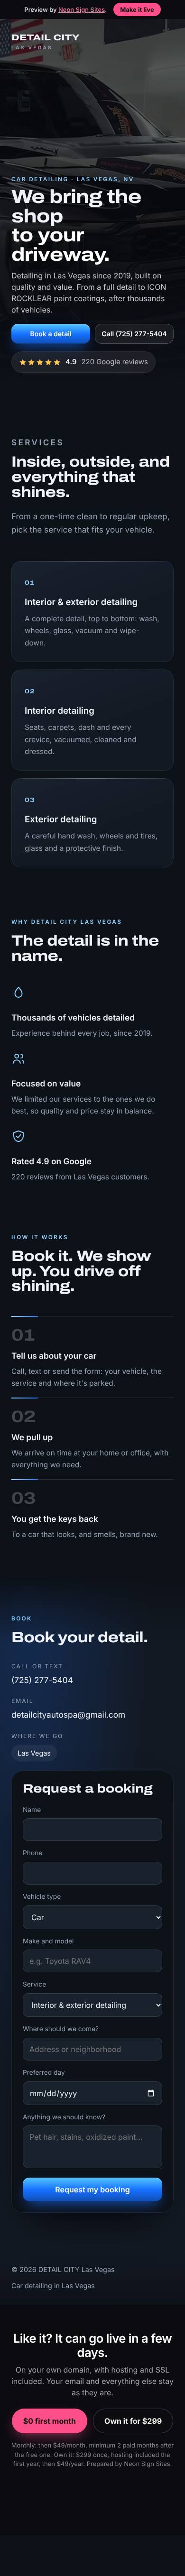 Preview by Neon Sign Sites. Make it live
DETAIL CITY
LAS VEGAS
CAR DETAILING · LAS VEGAS, NV
We bring the
shop
to your
driveway.
Detailing in Las Vegas since 2019, built on
quality and value. From a full detail to ICON
ROCKLEAR paint coatings, after thousands
of vehicles.
Book a detail
Call (725) 277-5404
4.9 220 Google reviews
SERVICES
Inside, outside, and
everything that
shines.
From a one-time clean to regular upkeep,
pick the service that fits your vehicle.
01
Interior & exterior detailing
A complete detail, top to bottom: wash,
wheels, glass, vacuum and wipe-
down.
02
Interior detailing
Seats, carpets, dash and every
crevice, vacuumed, cleaned and
dressed.
03
Exterior detailing
A careful hand wash, wheels and tires,
glass and a protective finish.
WHY DETAIL CITY LAS VEGAS
The detail is in the
name.
Thousands of vehicles detailed
Experience behind every job, since 2019.
Focused on value
We limited our services to the ones we do
best, so quality and price stay in balance.
Rated 4.9 on Google
220 reviews from Las Vegas customers.
HOW IT WORKS
Book it. We show
up. You drive off
shining.
01
Tell us about your car
Call, text or send the form: your vehicle, the
service and where it's parked.
02
We pull up
We arrive on time at your home or office, with
everything we need.
03
You get the keys back
To a car that looks, and smells, brand new.
BOOK
Book your detail.
CALL OR TEXT
(725) 277-5404
EMAIL
detailcityautospa@gmail.com
WHERE WE GO
Las Vegas
Request a booking
Name
Phone
Vehicle type
Car
Make and model
e.g. Toyota RAV4
Service
Interior & exterior detailing
Where should we come?
Address or neighborhood
Preferred day
mm/dd/yyyy
Anything we should know?
Pet hair, stains, oxidized paint...
Request my booking
© 2026 DETAIL CITY Las Vegas
Car detailing in Las Vegas
Like it? It can go live in a few
days.
On your own domain, with hosting and SSL
included. Your email and everything else stay
as they are.
$0 first month
Own it for $299
Monthly: then $49/month, minimum 2 paid months after
the free one. Own it: $299 once, hosting included the
first year, then $49/year. Prepared by Neon Sign Sites.